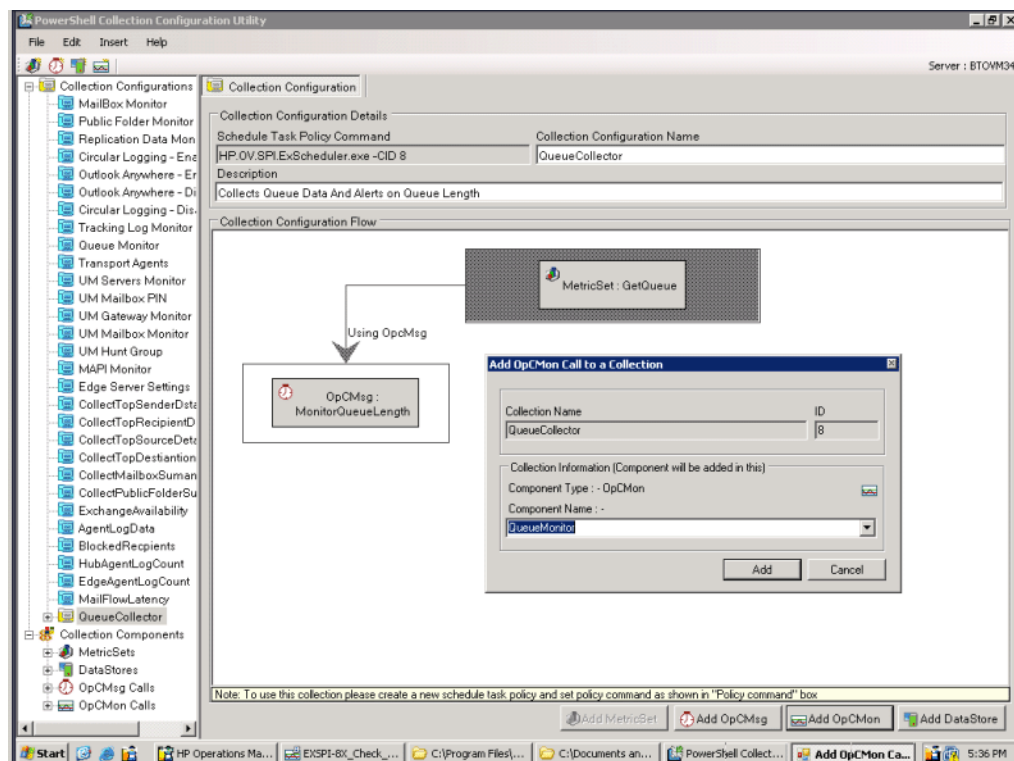 PowerShell Collection Configuration Utility
File Edit Insert Help
Server : BTOVM34
Collection Configurations
MailBox Monitor
Public Folder Monitor
Replication Data Mon
Circular Logging - Ena
Outlook Anywhere - Er
Outlook Anywhere - Di
Circular Logging - Dis.
Tracking Log Monitor
Queue Monitor
Transport Agents
UM Servers Monitor
UM Mailbox PIN
UM Gateway Monitor
UM Mailbox Monitor
UM Hunt Group
MAPI Monitor
Edge Server Settings
CollectTopSenderDsta
CollectTopRecipientD
CollectTopSourceDeta
CollectTopDestiantion
CollectMailboxSuman
CollectPublicFolderSu
ExchangeAvailability
AgentLogData
BlockedRecpients
HubAgentLogCount
EdgeAgentLogCount
MailFlowLatency
QueueCollector
Collection Components
MetricSets
DataStores
OpCMsg Calls
OpCMon Calls
Collection Configuration
Collection Configuration Details
Schedule Task Policy Command Collection Configuration Name
HP.OV.SPI.ExScheduler.exe -CID 8 QueueCollector
Description
Collects Queue Data And Alerts on Queue Length
Collection Configuration Flow
MetricSet : GetQueue
Using OpcMsg
OpCMsg :
MonitorQueueLength
Add OpCMon Call to a Collection
Collection Name ID
QueueCollector 8
Collection Information (Component will be added in this)
Component Type : - OpCMon
Component Name : -
QueueMonitor
Add Cancel
Note: To use this collection please create a new schedule task policy and set policy command as shown in "Policy command" box
Add MetricSet Add OpCMsg Add OpCMon Add DataStore
Start HP Operations Ma... EXSPI-8X_Check_... C:\Program Files\... C:\Documents an... PowerShell Collect... Add OpCMon Ca... 5:36 PM